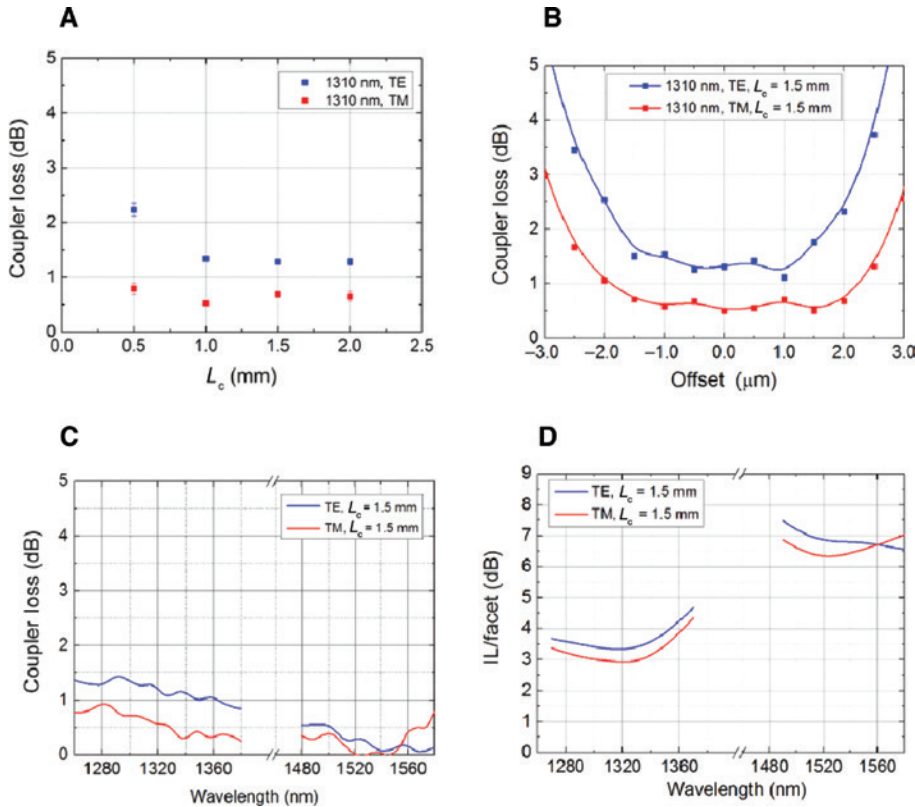 A
5
4
3
2
1
0
0.0 0.5 1.0 1.5 2.0 2.5
Coupler loss (dB)
Lc (mm)
1310 nm, TE
1310 nm, TM
B
5
4
3
2
1
0
–3.0 –2.0 –1.0 0.0 1.0 2.0 3.0
Coupler loss (dB)
Offset (μm)
1310 nm, TE, Lc = 1.5 mm
1310 nm, TM, Lc = 1.5 mm
C
5
4
3
2
1
0
1280 1320 1360 1480 1520 1560
Coupler loss (dB)
Wavelength (nm)
TE, Lc = 1.5 mm
TM, Lc = 1.5 mm
D
9
8
7
6
5
4
3
2
1
0
1280 1320 1360 1480 1520 1560
IL/facet (dB)
Wavelength (nm)
TE, Lc = 1.5 mm
TM, Lc = 1.5 mm